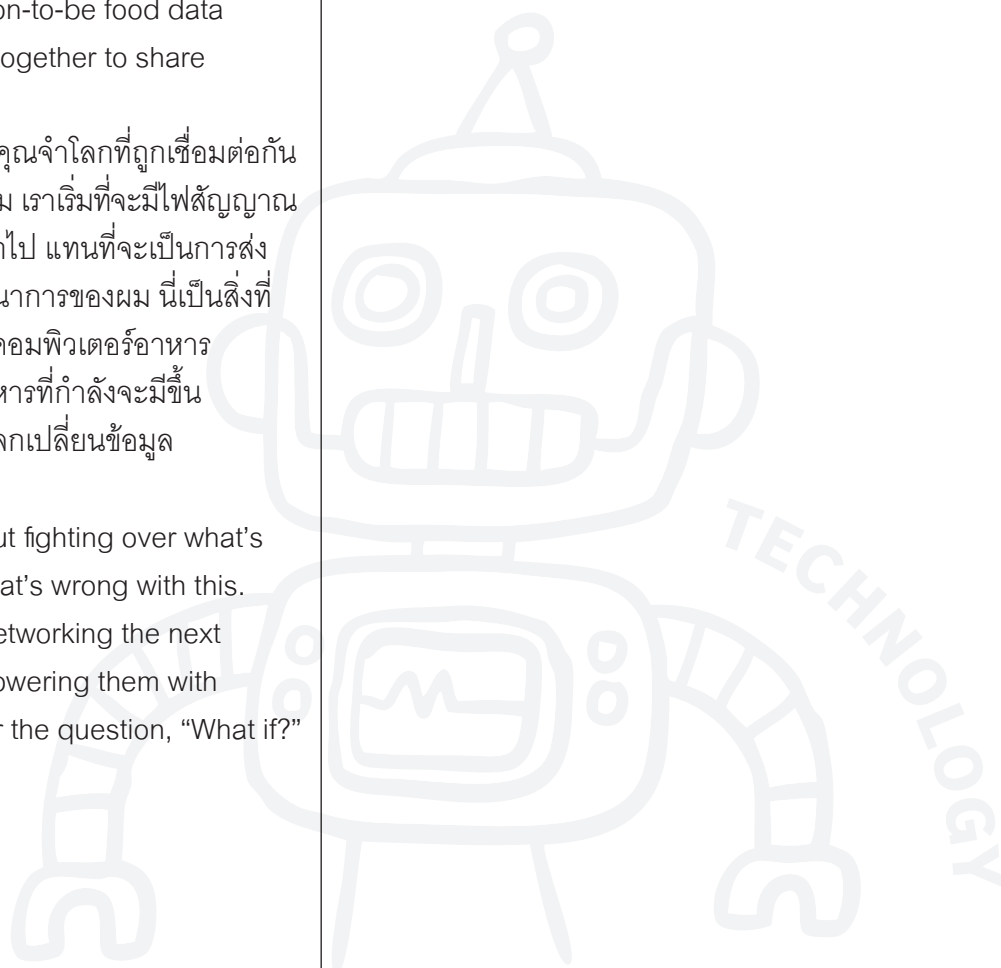 on-to-be food data
ogether to share
คุณจำโลกที่ถูกเชื่อมต่อกัน
ม เราเริ่มที่จะมีไฟสัญญาณ
าไป แทนที่จะเป็นการส่ง
นาการของผม นี่เป็นสิ่งที่
คอมพิวเตอร์อาหาร
หารที่กำลังจะมีขึ้น
ลกเปลี่ยนข้อมูล
ut fighting over what’s
at’s wrong with this.
etworking the next
owering them with
r the question, “What if?”
TECHNOLOGY